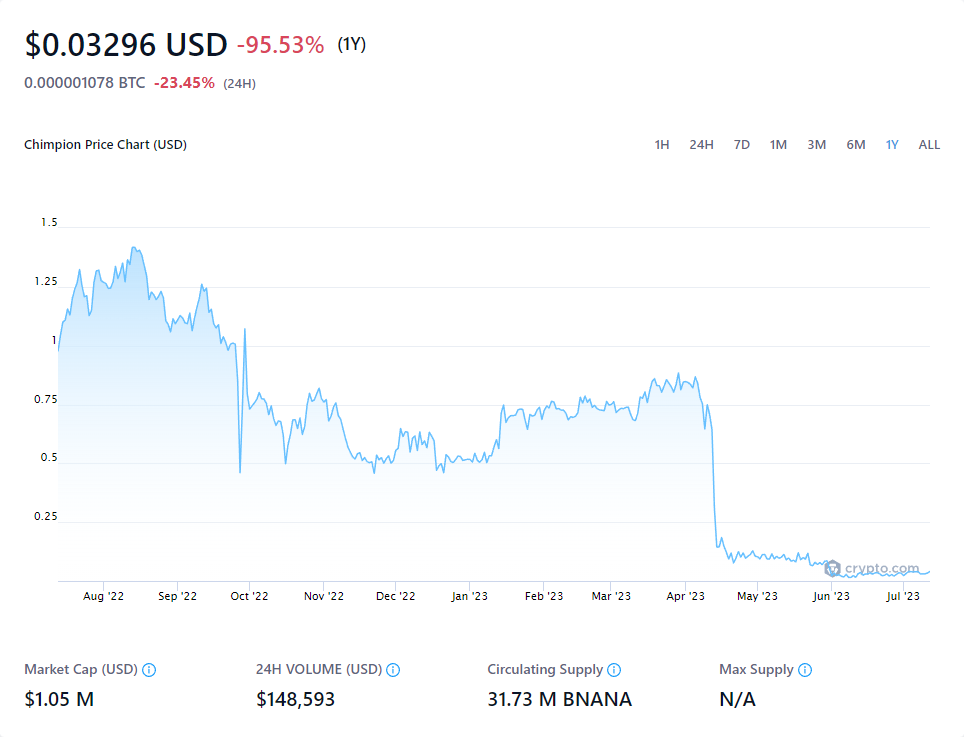 $0.03296 USD -95.53% (1Y)
0.000001078 BTC -23.45% (24H)
Chimpion Price Chart (USD) 1H 24H 7D 1M 3M 6M 1Y ALL
1.5
1.25
1
0.75
0.5
0.25
crypto.com
Aug '22 Sep '22 Oct '22 Nov '22 Dec '22 Jan '23 Feb '23 Mar '23 Apr '23 May '23 Jun '23 Jul '23
Market Cap (USD) 24H VOLUME (USD) Circulating Supply Max Supply
$1.05 M $148,593 31.73 M BNANA N/A